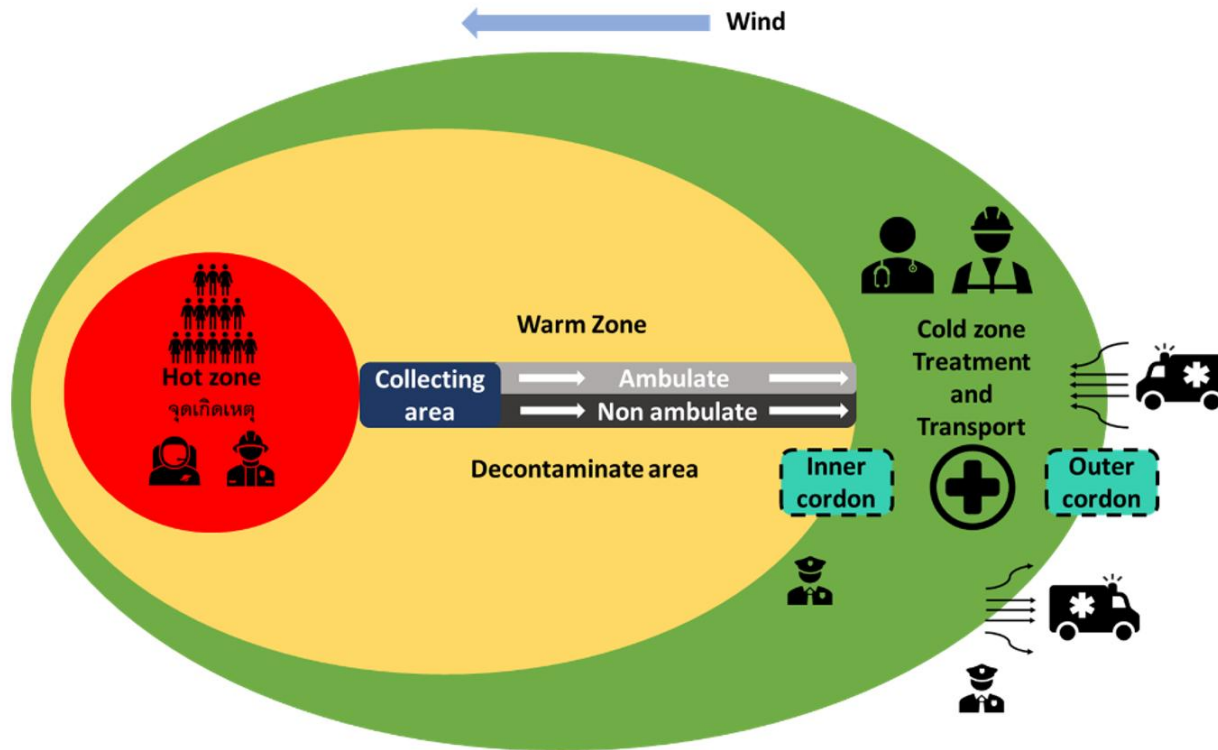 Wind
Warm Zone
Hot zone
จุดเกิดเหตุ
Collecting
area
Ambulate
Non ambulate
Decontaminate area
Cold zone
Treatment
and
Transport
Inner
cordon
Outer
cordon